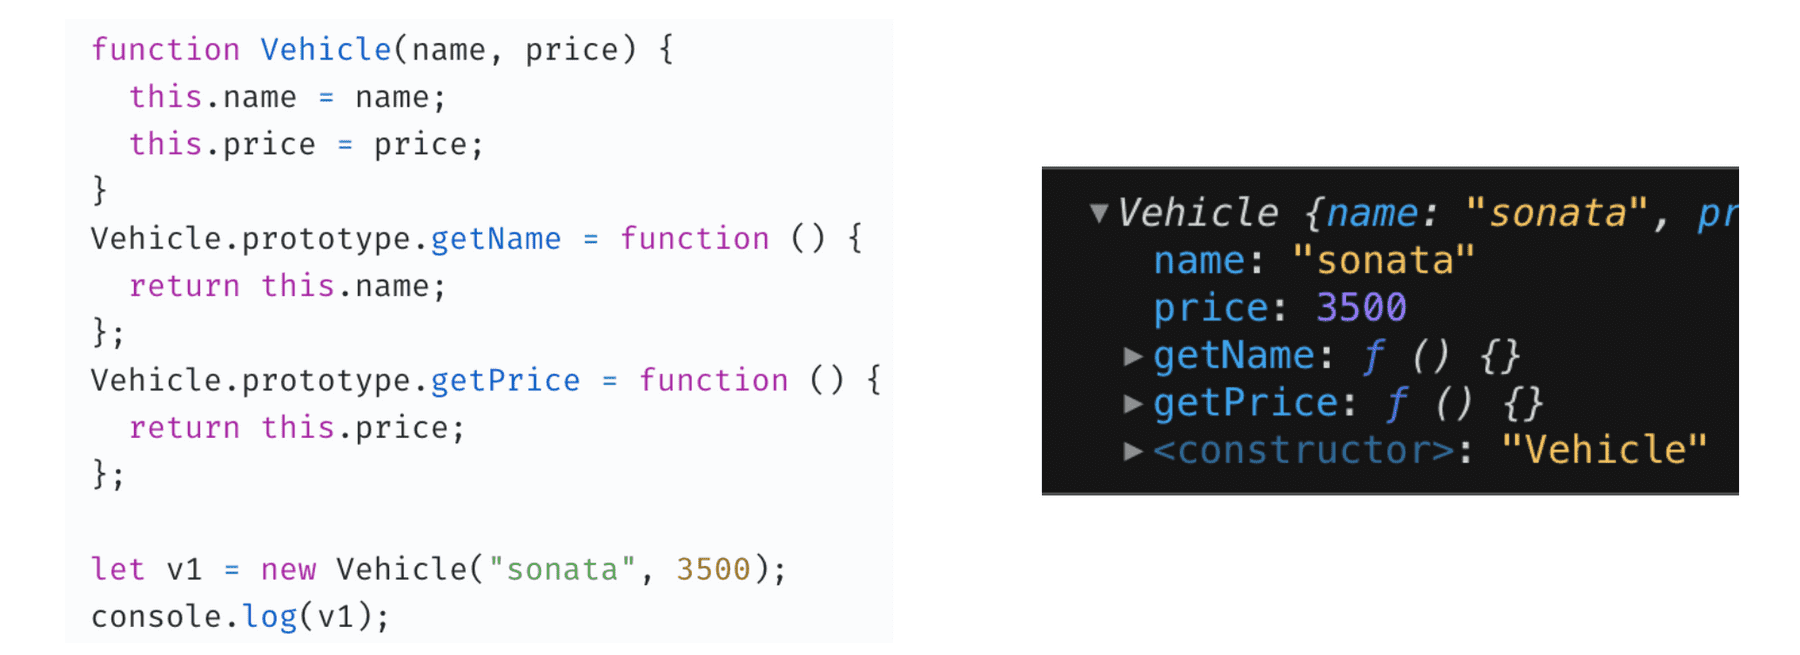 function Vehicle(name, price) {
  this.name = name;
  this.price = price;
}
Vehicle.prototype.getName = function () {
  return this.name;
};
Vehicle.prototype.getPrice = function () {
  return this.price;
};
let v1 = new Vehicle("sonata", 3500);
console.log(v1);
▼Vehicle {name: "sonata", pr
name: "sonata"
price: 3500
▶getName: ƒ () {}
▶getPrice: ƒ () {}
▶<constructor>: "Vehicle"